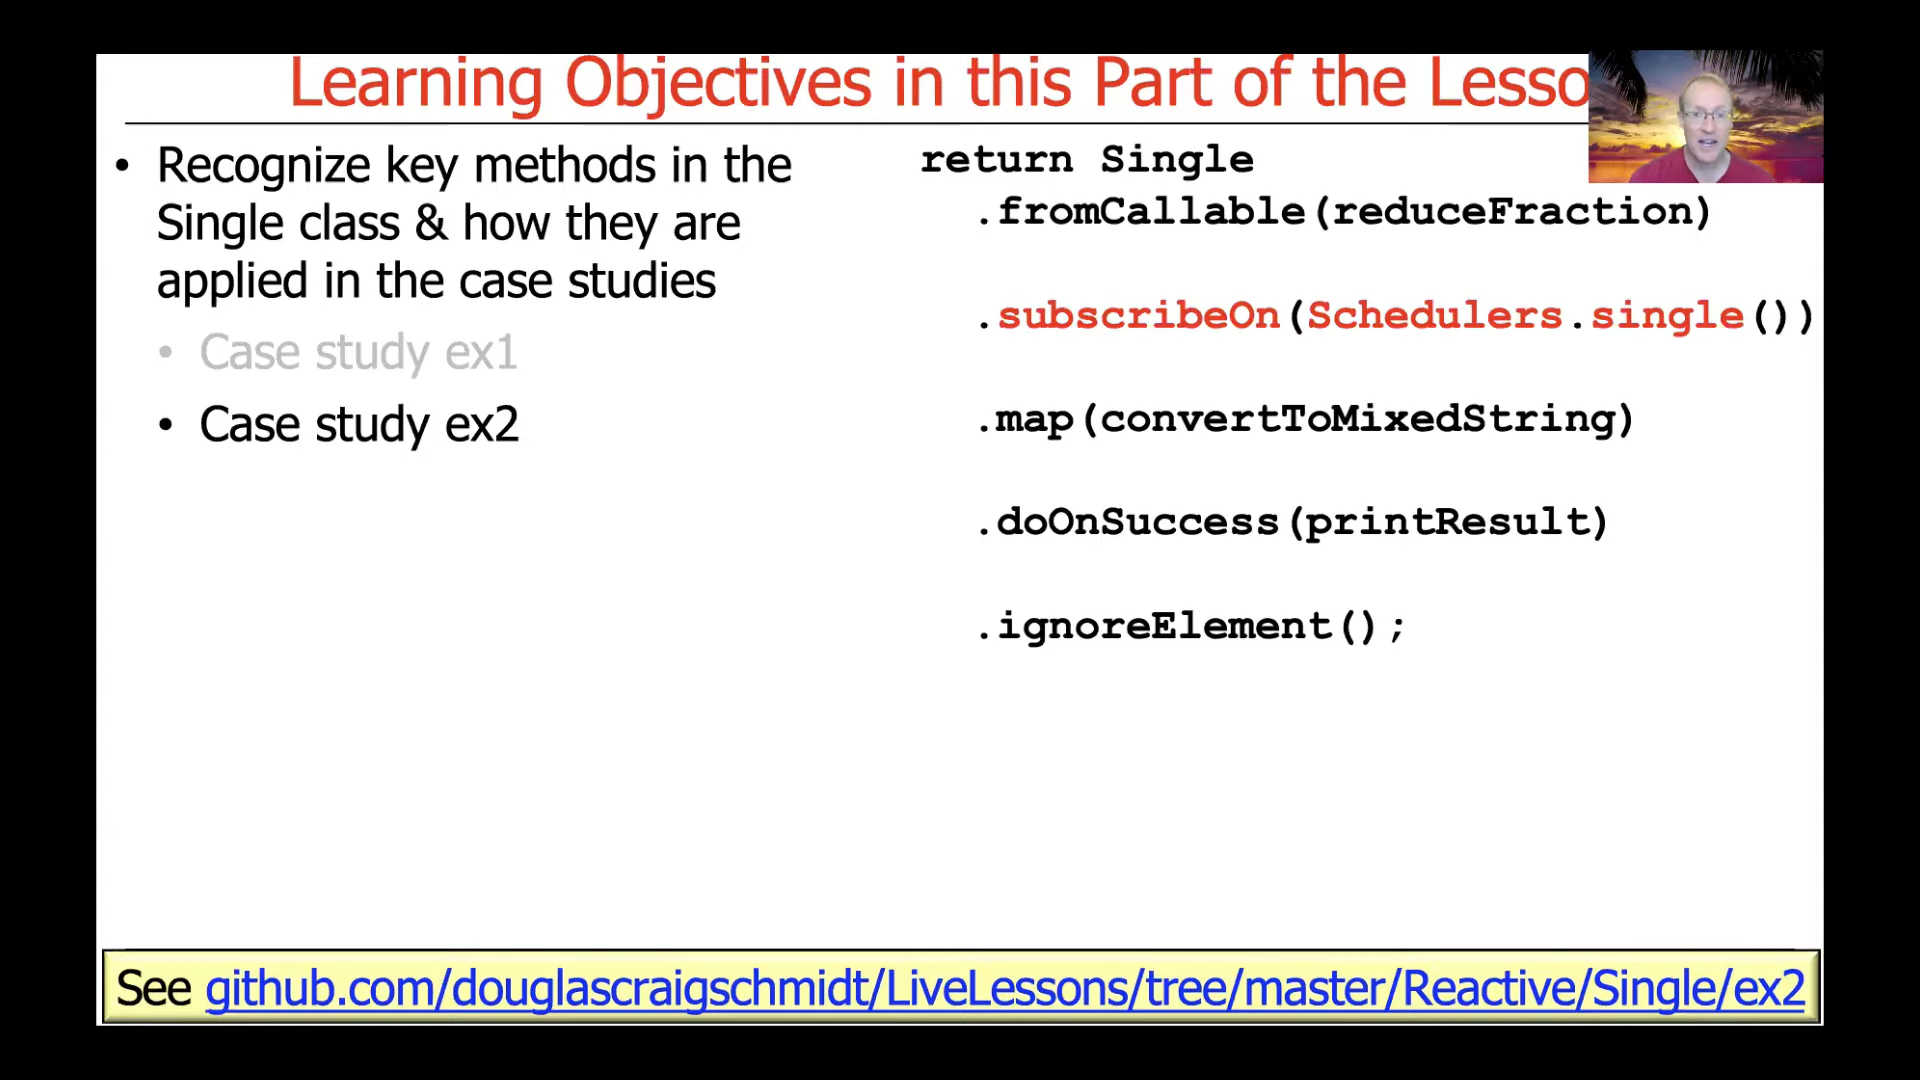 Learning Objectives in this Part of the Lesso
• Recognize key methods in the
Single class & how they are
applied in the case studies
• Case study ex1
• Case study ex2
return Single
.fromCallable(reduceFraction)
.subscribeOn(Schedulers.single())
.map(convertToMixedString)
.doOnSuccess(printResult)
.ignoreElement();
See github.com/douglascraigschmidt/LiveLessons/tree/master/Reactive/Single/ex2